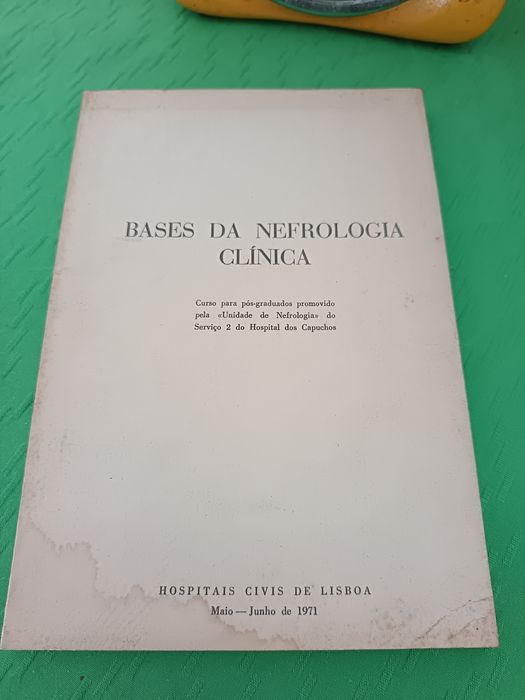 BASES DA NEFROLOGIA
CLÍNICA
Curso para pós-graduados promovido
pela «Unidade de Nefrologia» do
Serviço 2 do Hospital dos Capuchos
HOSPITAIS CIVIS DE LISBOA
Maio — Junho de 1971